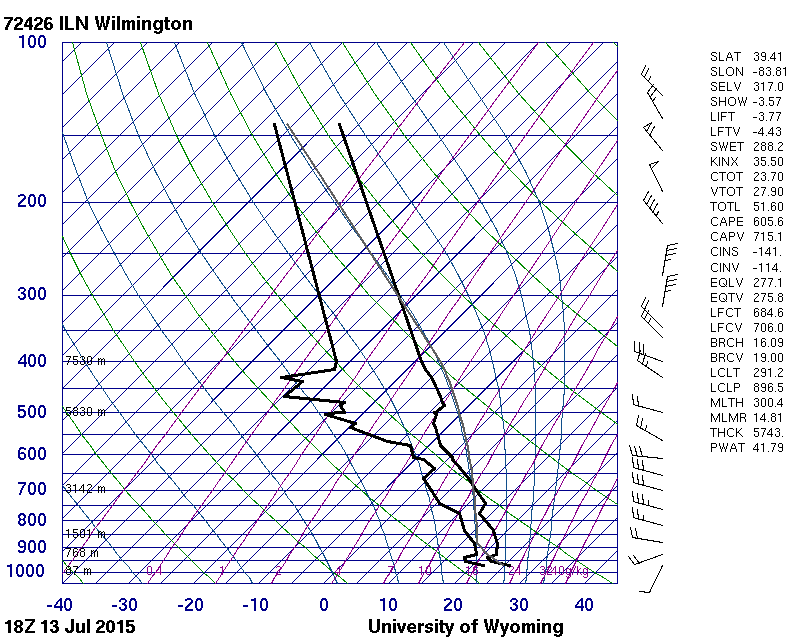 72426 ILN Wilmington
100
200
300
400
500
600
700
800
900
1000
7530 m
5830 m
3142 m
1501 m
766 m
67 m
0.4
1
2
4
7
10
16
24
32
40g/kg
-40 -30 -20 -10 0 10 20 30 40
18Z 13 Jul 2015 University of Wyoming
SLAT 39.41
SLON -83.81
SELV 317.0
SHOW -3.57
LIFT -3.77
LFTV -4.43
SWET 288.2
KINX 35.50
CTOT 23.70
VTOT 27.90
TOTL 51.60
CAPE 605.6
CAPV 715.1
CINS -141.
CINV -114.
EQLV 277.1
EQTV 275.8
LFCT 684.6
LFCV 706.0
BRCH 16.09
BRCV 19.00
LCLT 291.2
LCLP 896.5
MLTH 300.4
MLMR 14.81
THCK 5743.
PWAT 41.79